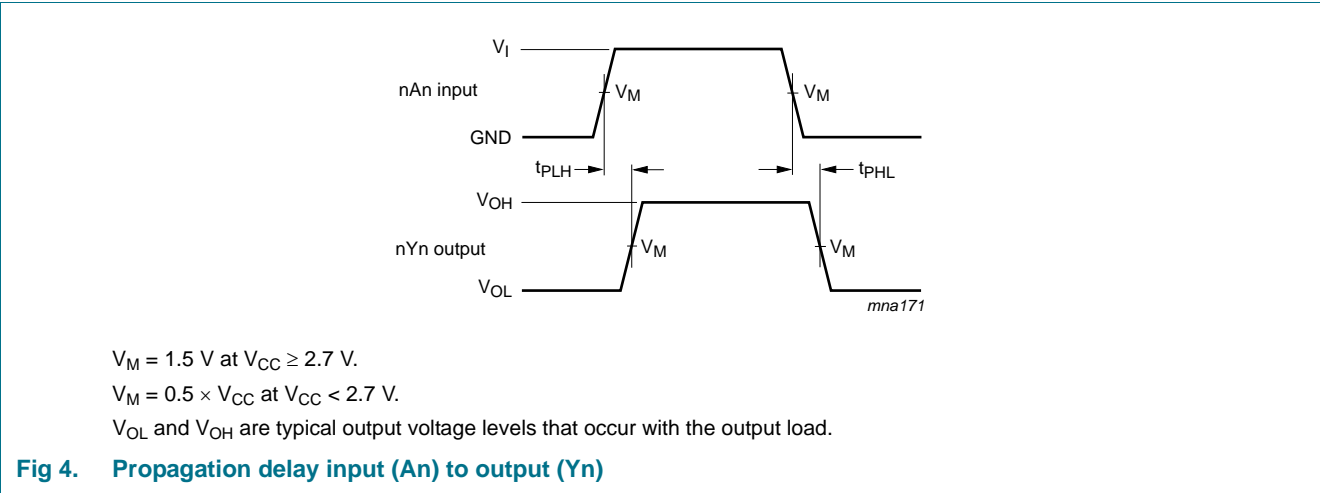 V_I
nAn input
V_M
V_M
GND
t_PLH
t_PHL
V_OH
nYn output
V_M
V_M
V_OL
mna171
V_M = 1.5 V at V_CC ≥ 2.7 V.
V_M = 0.5 × V_CC at V_CC < 2.7 V.
V_OL and V_OH are typical output voltage levels that occur with the output load.
Fig 4. Propagation delay input (An) to output (Yn)